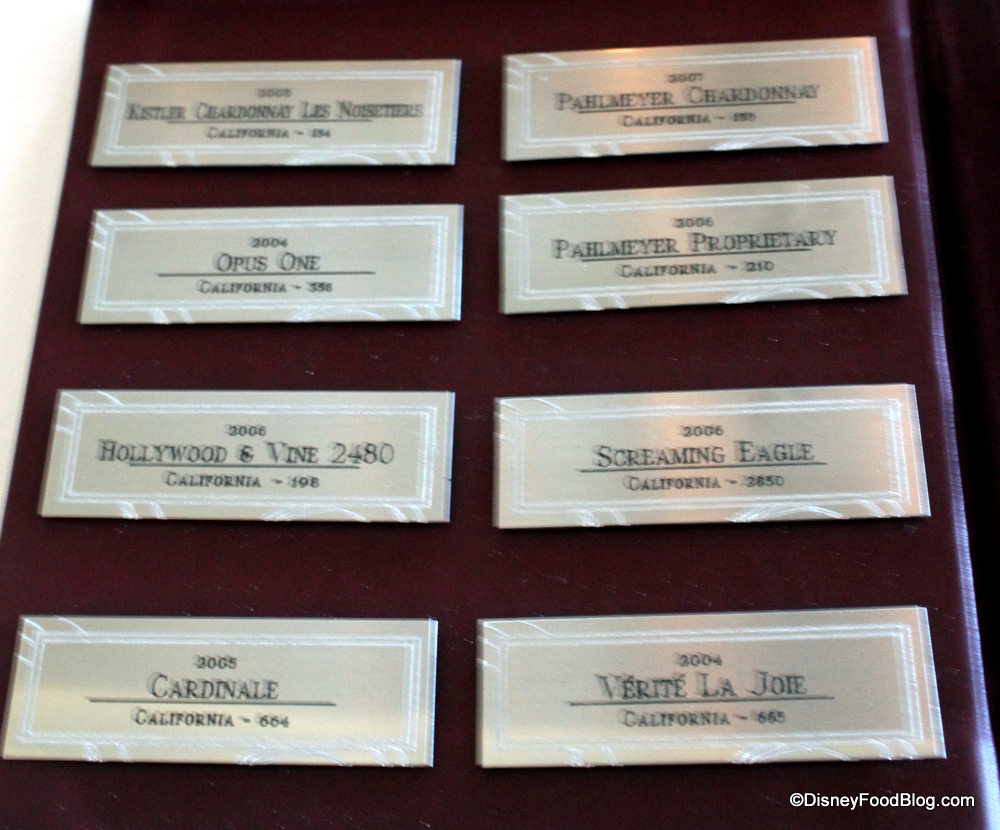 2005
Kistler Chardonnay Les Noisetiers
California - 154
2007
Pahlmeyer Chardonnay
California -
2004
Opus One
California -
2006
Pahlmeyer Proprietary
California - 210
2006
Hollywood & Vine 2480
California - 198
2006
Screaming Eagle
California - 2850
2005
Cardinale
California - 664
2004
Vérité La Joie
California - 665
©DisneyFoodBlog.com